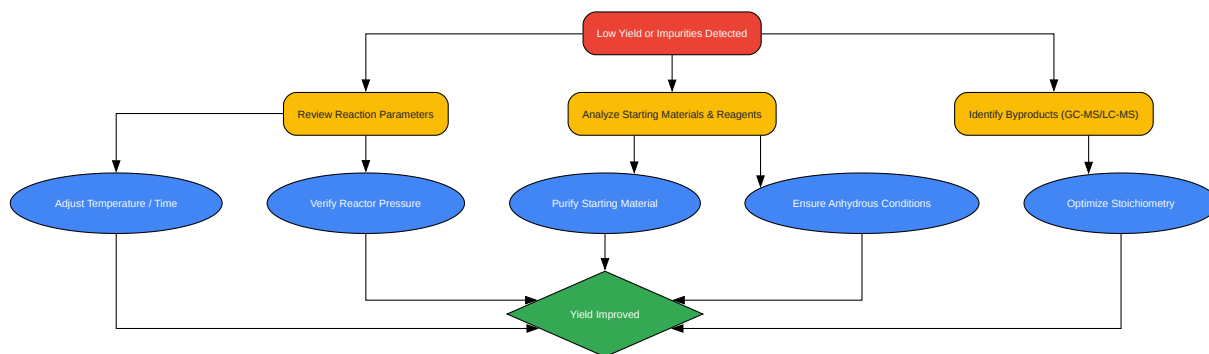 Low Yield or Impurities Detected
Review Reaction Parameters
Analyze Starting Materials & Reagents
Identify Byproducts (GC-MS/LC-MS)
Adjust Temperature / Time
Verify Reactor Pressure
Purify Starting Material
Ensure Anhydrous Conditions
Optimize Stoichiometry
Yield Improved